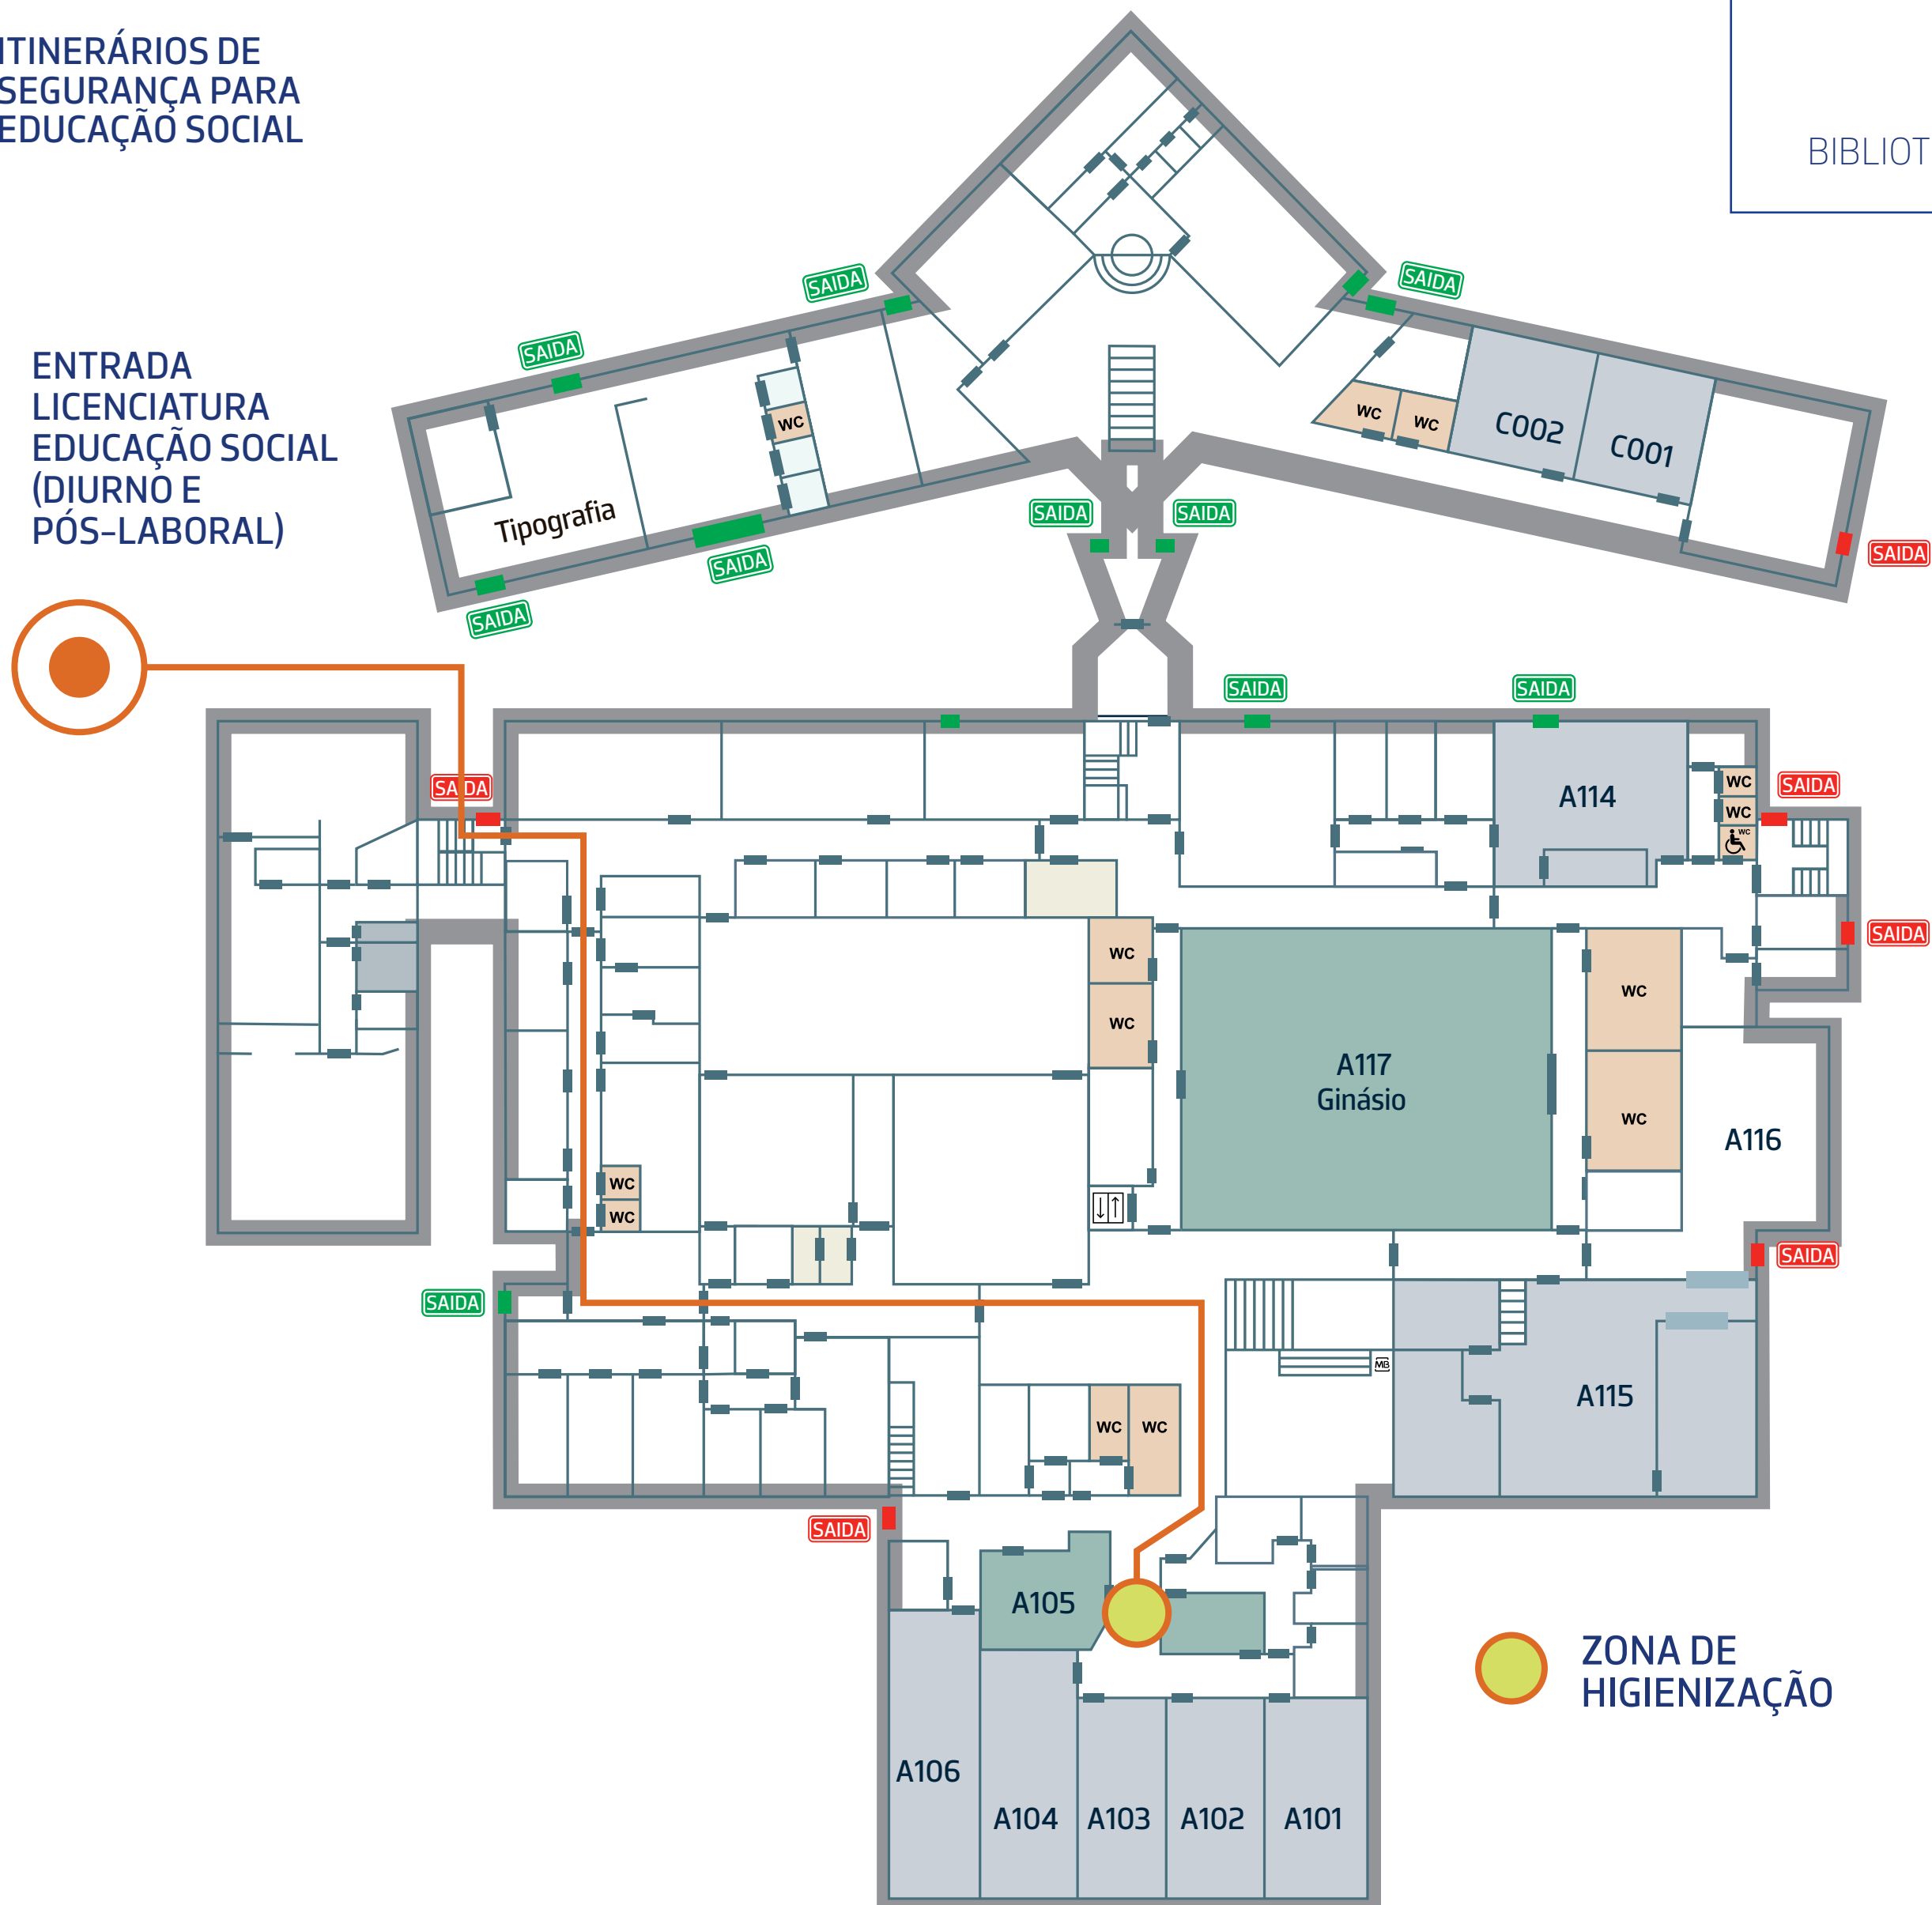 ITINERÁRIOS DE
SEGURANÇA PARA
EDUCAÇÃO SOCIAL
BIBLIOT
SAIDA
SAIDA
SAIDA
ENTRADA
LICENCIATURA
EDUCAÇÃO SOCIAL
(DIURNO E
PÓS-LABORAL)
WC
WC
WC
C002
C001
Tipografia
SAIDA
SAIDA
SAIDA
SAIDA
SAIDA
SAIDA
SAIDA
SAIDA
SAIDA
A114
WC
WC
WC
SAIDA
WC
SAIDA
WC
WC
A117
Ginásio
WC
WC
A116
WC
WC
SAIDA
SAIDA
MB
A115
WC
WC
SAIDA
A105
ZONA DE
HIGIENIZAÇÃO
A106
A104
A103
A102
A101